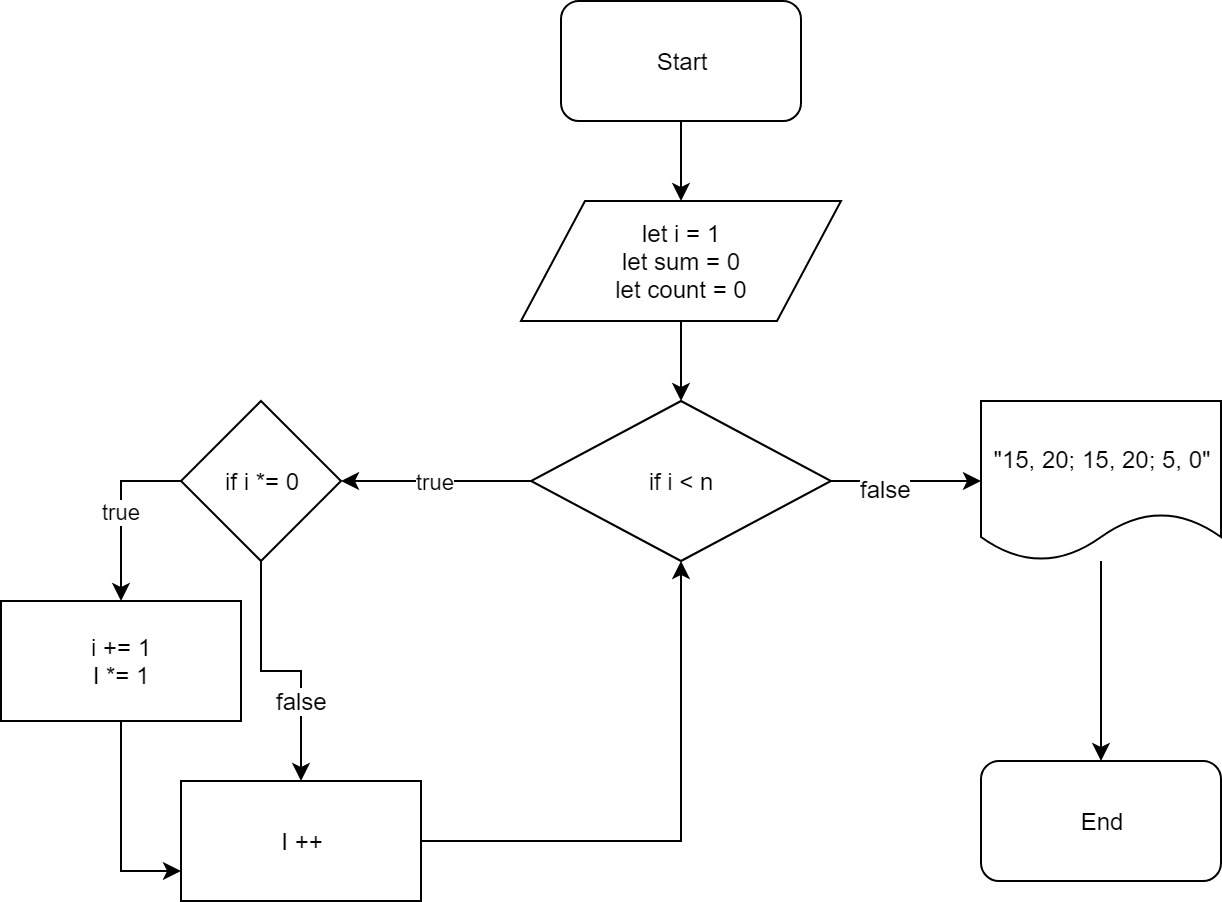 Start
let i = 1
let sum = 0
let count = 0
if i < n
true
false
if i *= 0
"15, 20; 15, 20; 5, 0"
true
i += 1
I *= 1
false
I ++
End